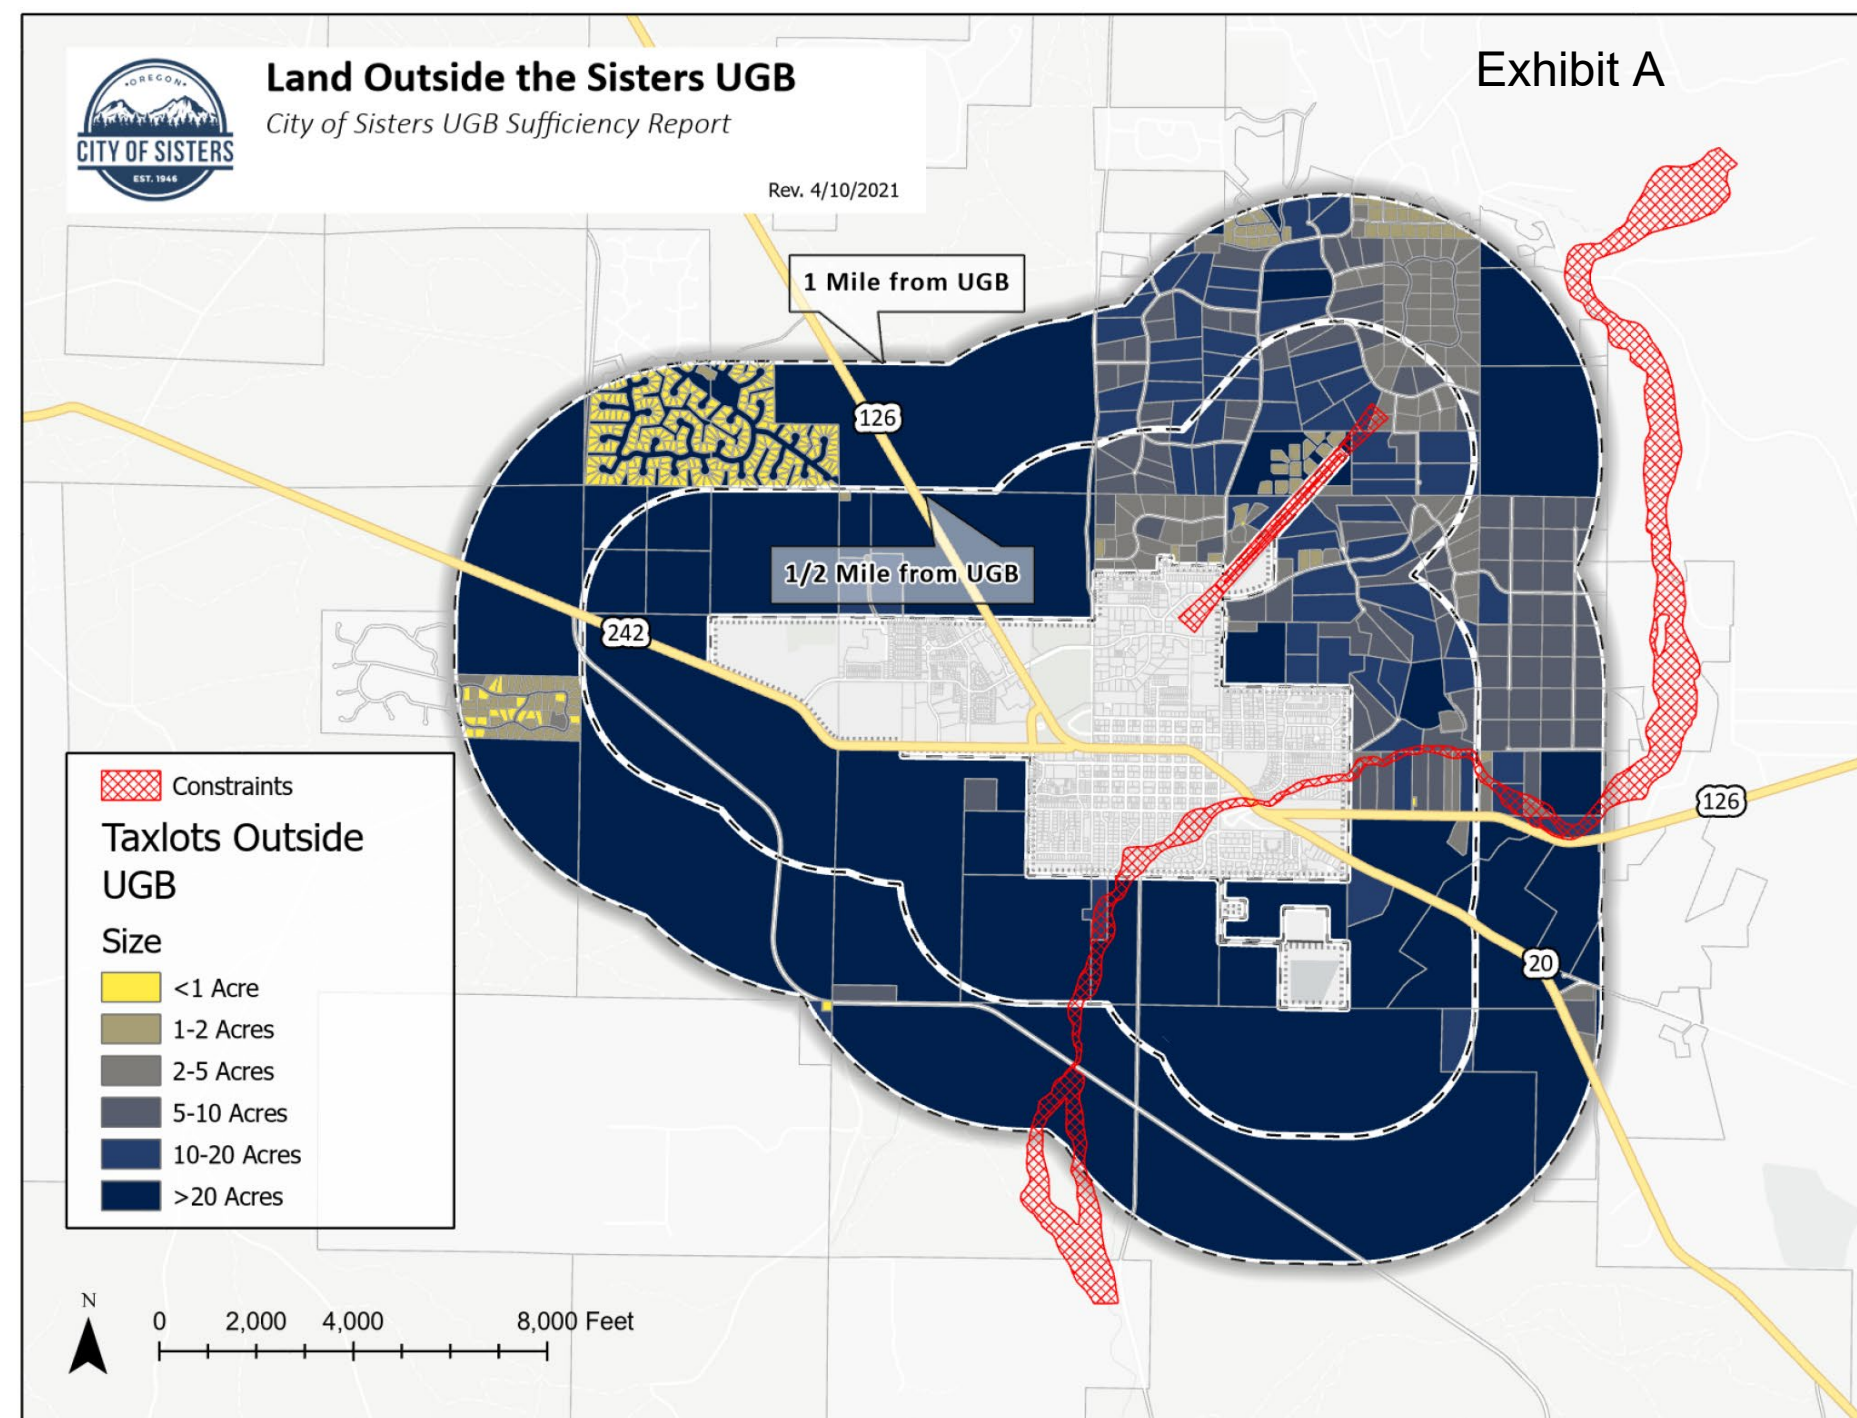 Exhibit A
OREGON
CITY OF SISTERS
EST. 1946
Land Outside the Sisters UGB
City of Sisters UGB Sufficiency Report
Rev. 4/10/2021
1 Mile from UGB
126
1/2 Mile from UGB
242
126
20
Constraints
Taxlots Outside
UGB
Size
<1 Acre
1-2 Acres
2-5 Acres
5-10 Acres
10-20 Acres
>20 Acres
N
0 2,000 4,000 8,000 Feet